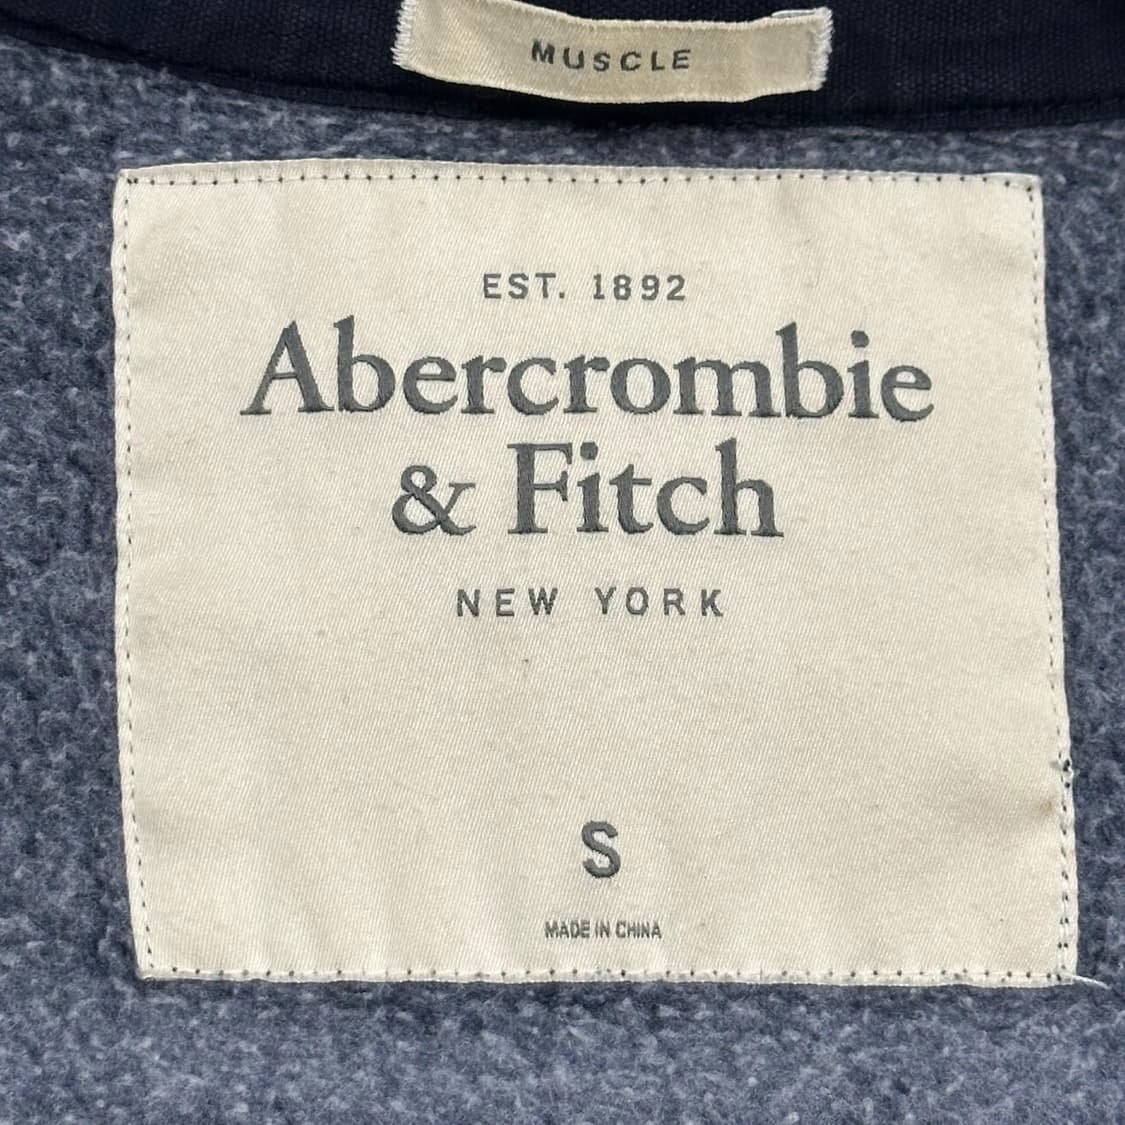 MUSCLE
EST. 1892
Abercrombie
& Fitch
NEW YORK
S
MADE IN CHINA